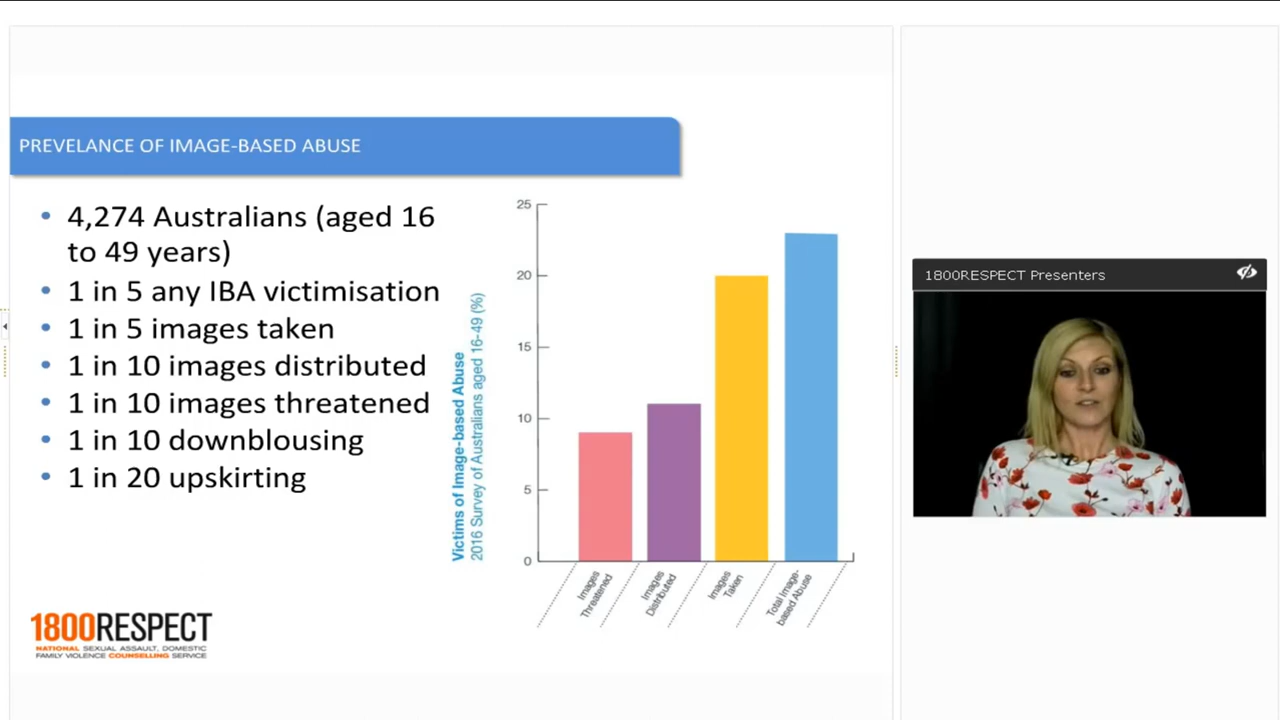 PREVELANCE OF IMAGE-BASED ABUSE
• 4,274 Australians (aged 16
to 49 years)
• 1 in 5 any IBA victimisation
• 1 in 5 images taken
• 1 in 10 images distributed
• 1 in 10 images threatened
• 1 in 10 downblousing
• 1 in 20 upskirting
1800RESPECT
NATIONAL SEXUAL ASSAULT, DOMESTIC
FAMILY VIOLENCE COUNSELLING SERVICE
Victims of Image-based Abuse
2016 Survey of Australians aged 16-49 (%)
25
20
15
10
5
0
Images
Threatened
Images
Distributed
Images
Taken
Total Image-
based Abuse
1800RESPECT Presenters